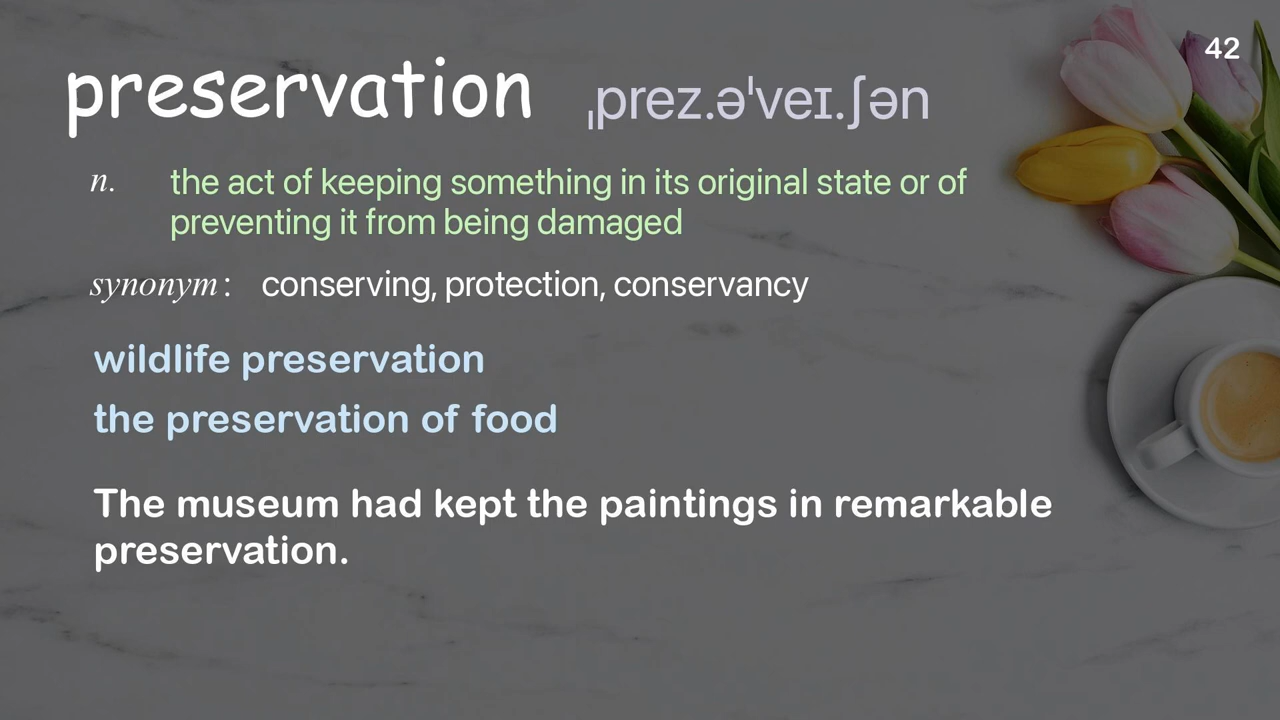 42
preservation ˌprez.əˈveɪ.ʃən
n. the act of keeping something in its original state or of
preventing it from being damaged
synonym : conserving, protection, conservancy
wildlife preservation
the preservation of food
The museum had kept the paintings in remarkable
preservation.